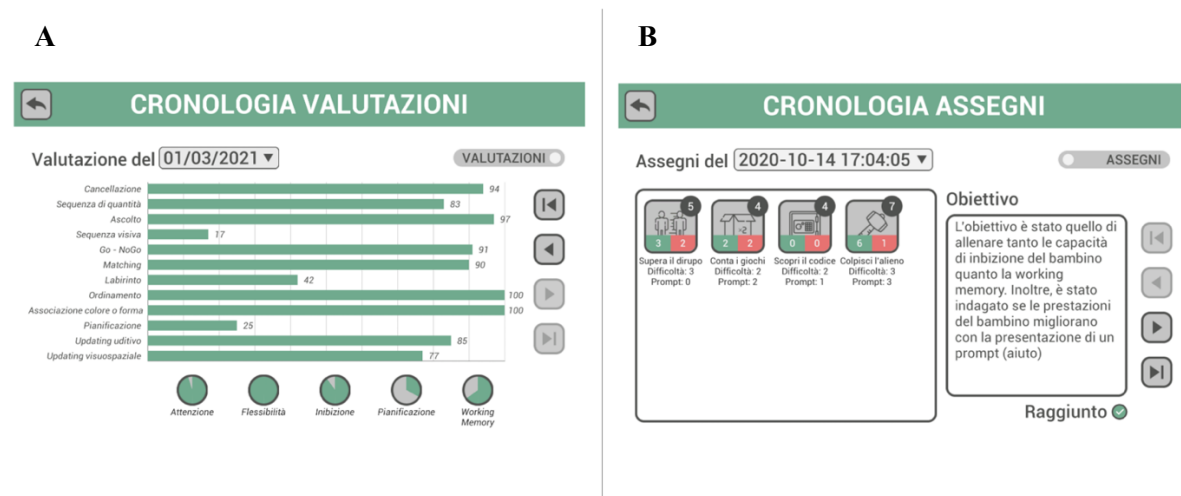 A
CRONOLOGIA VALUTAZIONI
Valutazione del 01/03/2021
VALUTAZIONI
Cancellazione 94
Sequenza di quantità 83
Ascolto 97
Sequenza visiva 17
Go - NoGo 91
Matching 90
Labirinto 42
Ordinamento 100
Associazione colore o forma 100
Pianificazione 25
Updating uditivo 85
Updating visuospaziale 77
Attenzione
Flessibilità
Inibizione
Pianificazione
Working
Memory
B
CRONOLOGIA ASSEGNI
Assegni del 2020-10-14 17:04:05
ASSEGNI
5
3 2
Supera il dirupo
Difficoltà: 3
Prompt: 0
4
-2
2 2
Conta i giochi
Difficoltà: 2
Prompt: 2
4
0 0
Scopri il codice
Difficoltà: 2
Prompt: 1
7
6 1
Colpisci l'alieno
Difficoltà: 3
Prompt: 3
Obiettivo
L'obiettivo è stato quello di
allenare tanto le capacità
di inbizione del bambino
quanto la working
memory. Inoltre, è stato
indagato se le prestazioni
del bambino migliorano
con la presentazione di un
prompt (aiuto)
Raggiunto